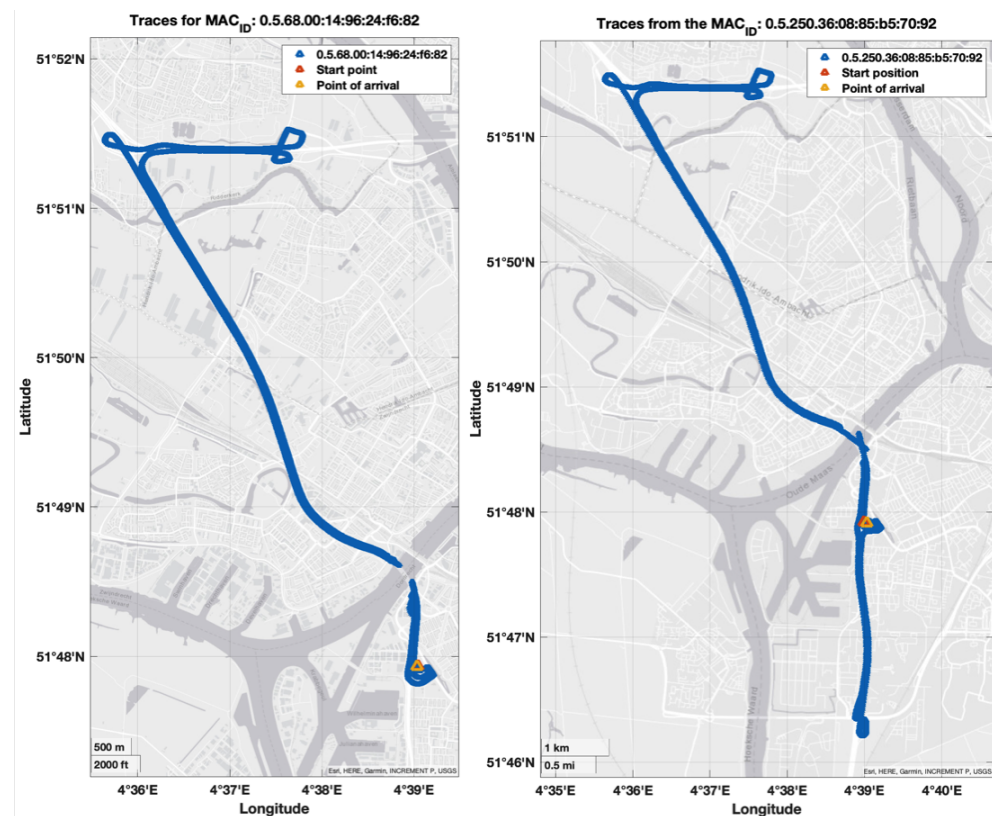 Traces for MAC_ID: 0.5.68.00:14:96:24:f6:82
0.5.68.00:14:96:24:f6:82
Start point
Point of arrival
51°52'N
51°51'N
51°50'N
51°49'N
51°48'N
Latitude
500 m
2000 ft
Esri, HERE, Garmin, INCREMENT P, USGS
4°36'E
4°37'E
4°38'E
4°39'E
Longitude
Traces from the MAC_ID: 0.5.250.36:08:85:b5:70:92
0.5.250.36:08:85:b5:70:92
Start position
Point of arrival
51°51'N
51°50'N
51°49'N
51°48'N
51°47'N
51°46'N
Latitude
Noord
Oude Maas
1 km
0.5 mi
Esri, HERE, Garmin, INCREMENT P, USGS
4°35'E
4°36'E
4°37'E
4°38'E
4°39'E
4°40'E
Longitude